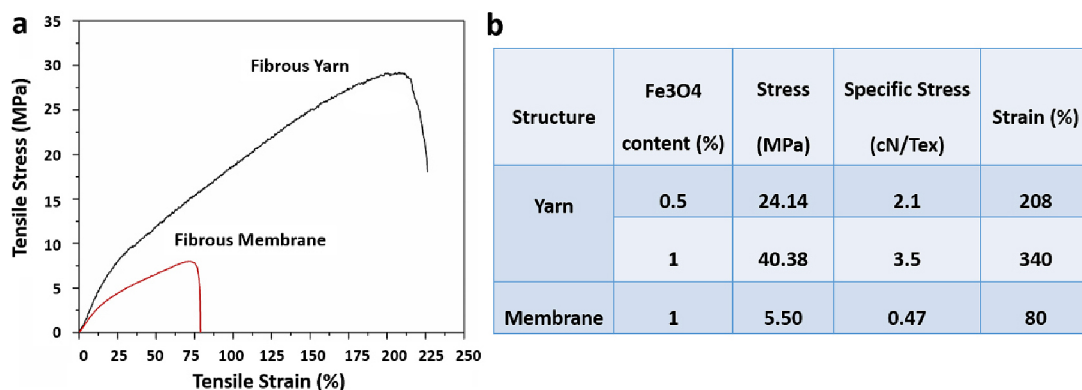 a
35
30
25
20
15
10
5
0
Tensile Stress (MPa)
Fibrous Yarn
Fibrous Membrane
0 25 50 75 100 125 150 175 200 225 250
Tensile Strain (%)
b
Structure Fe3O4 content (%) Stress (MPa) Specific Stress (cN/Tex) Strain (%)
Yarn 0.5 24.14 2.1 208
1 40.38 3.5 340
Membrane 1 5.50 0.47 80